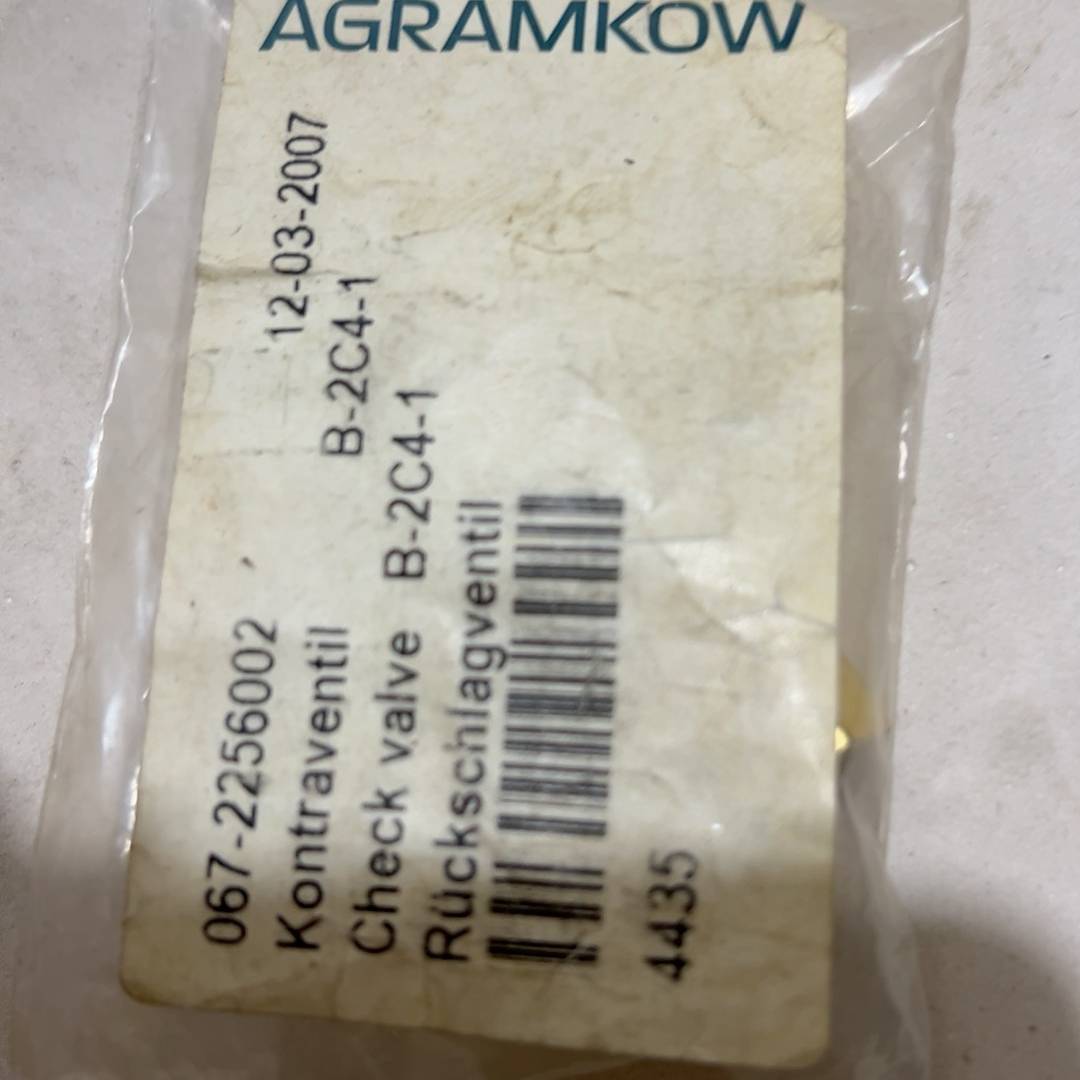 AGRAMKOW
067-2256002 12-03-2007
Kontraventil B-2C4-1
Check valve B-2C4-1
Rückschlagventil
4435